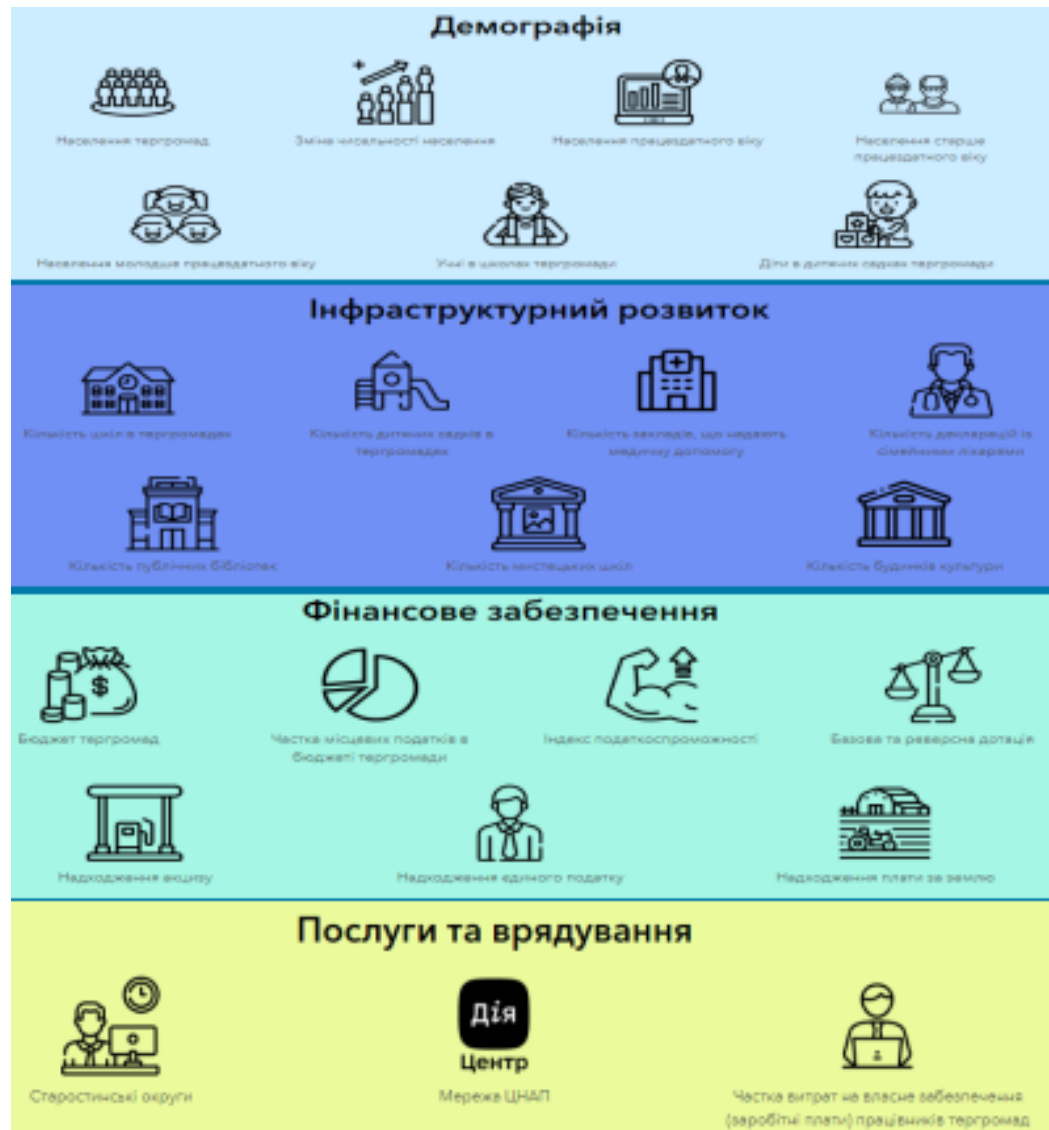 Демографія
Населення тергромад
Зміна чисельності населення
Населення працездатного віку
Населення старше
працездатного віку
Населення молодше працездатного віку
Учні в школах тергромади
Діти в дитячих садках тергромади
Інфраструктурний розвиток
Кількість шкіл в тергромадах
Кількість дитячих садків в
тергромадах
Кількість закладів, що надають
медичну допомогу
Кількість декларацій із
сімейними лікарями
Кількість публічних бібліотек
Кількість мистецьких шкіл
Кількість будинків культури
Фінансове забезпечення
$
Бюджет тергромад
Частка місцевих податків в
бюджеті тергромади
Індекс податкоспроможності
Базова та реверсна дотація
Надходження акцизу
Надходження єдиного податку
Надходження плати за землю
Послуги та врядування
Дія
Центр
Старостинські округи
Мережа ЦНАП
Частка витрат на власне забезпечення
(заробітні плати) працівників тергромад